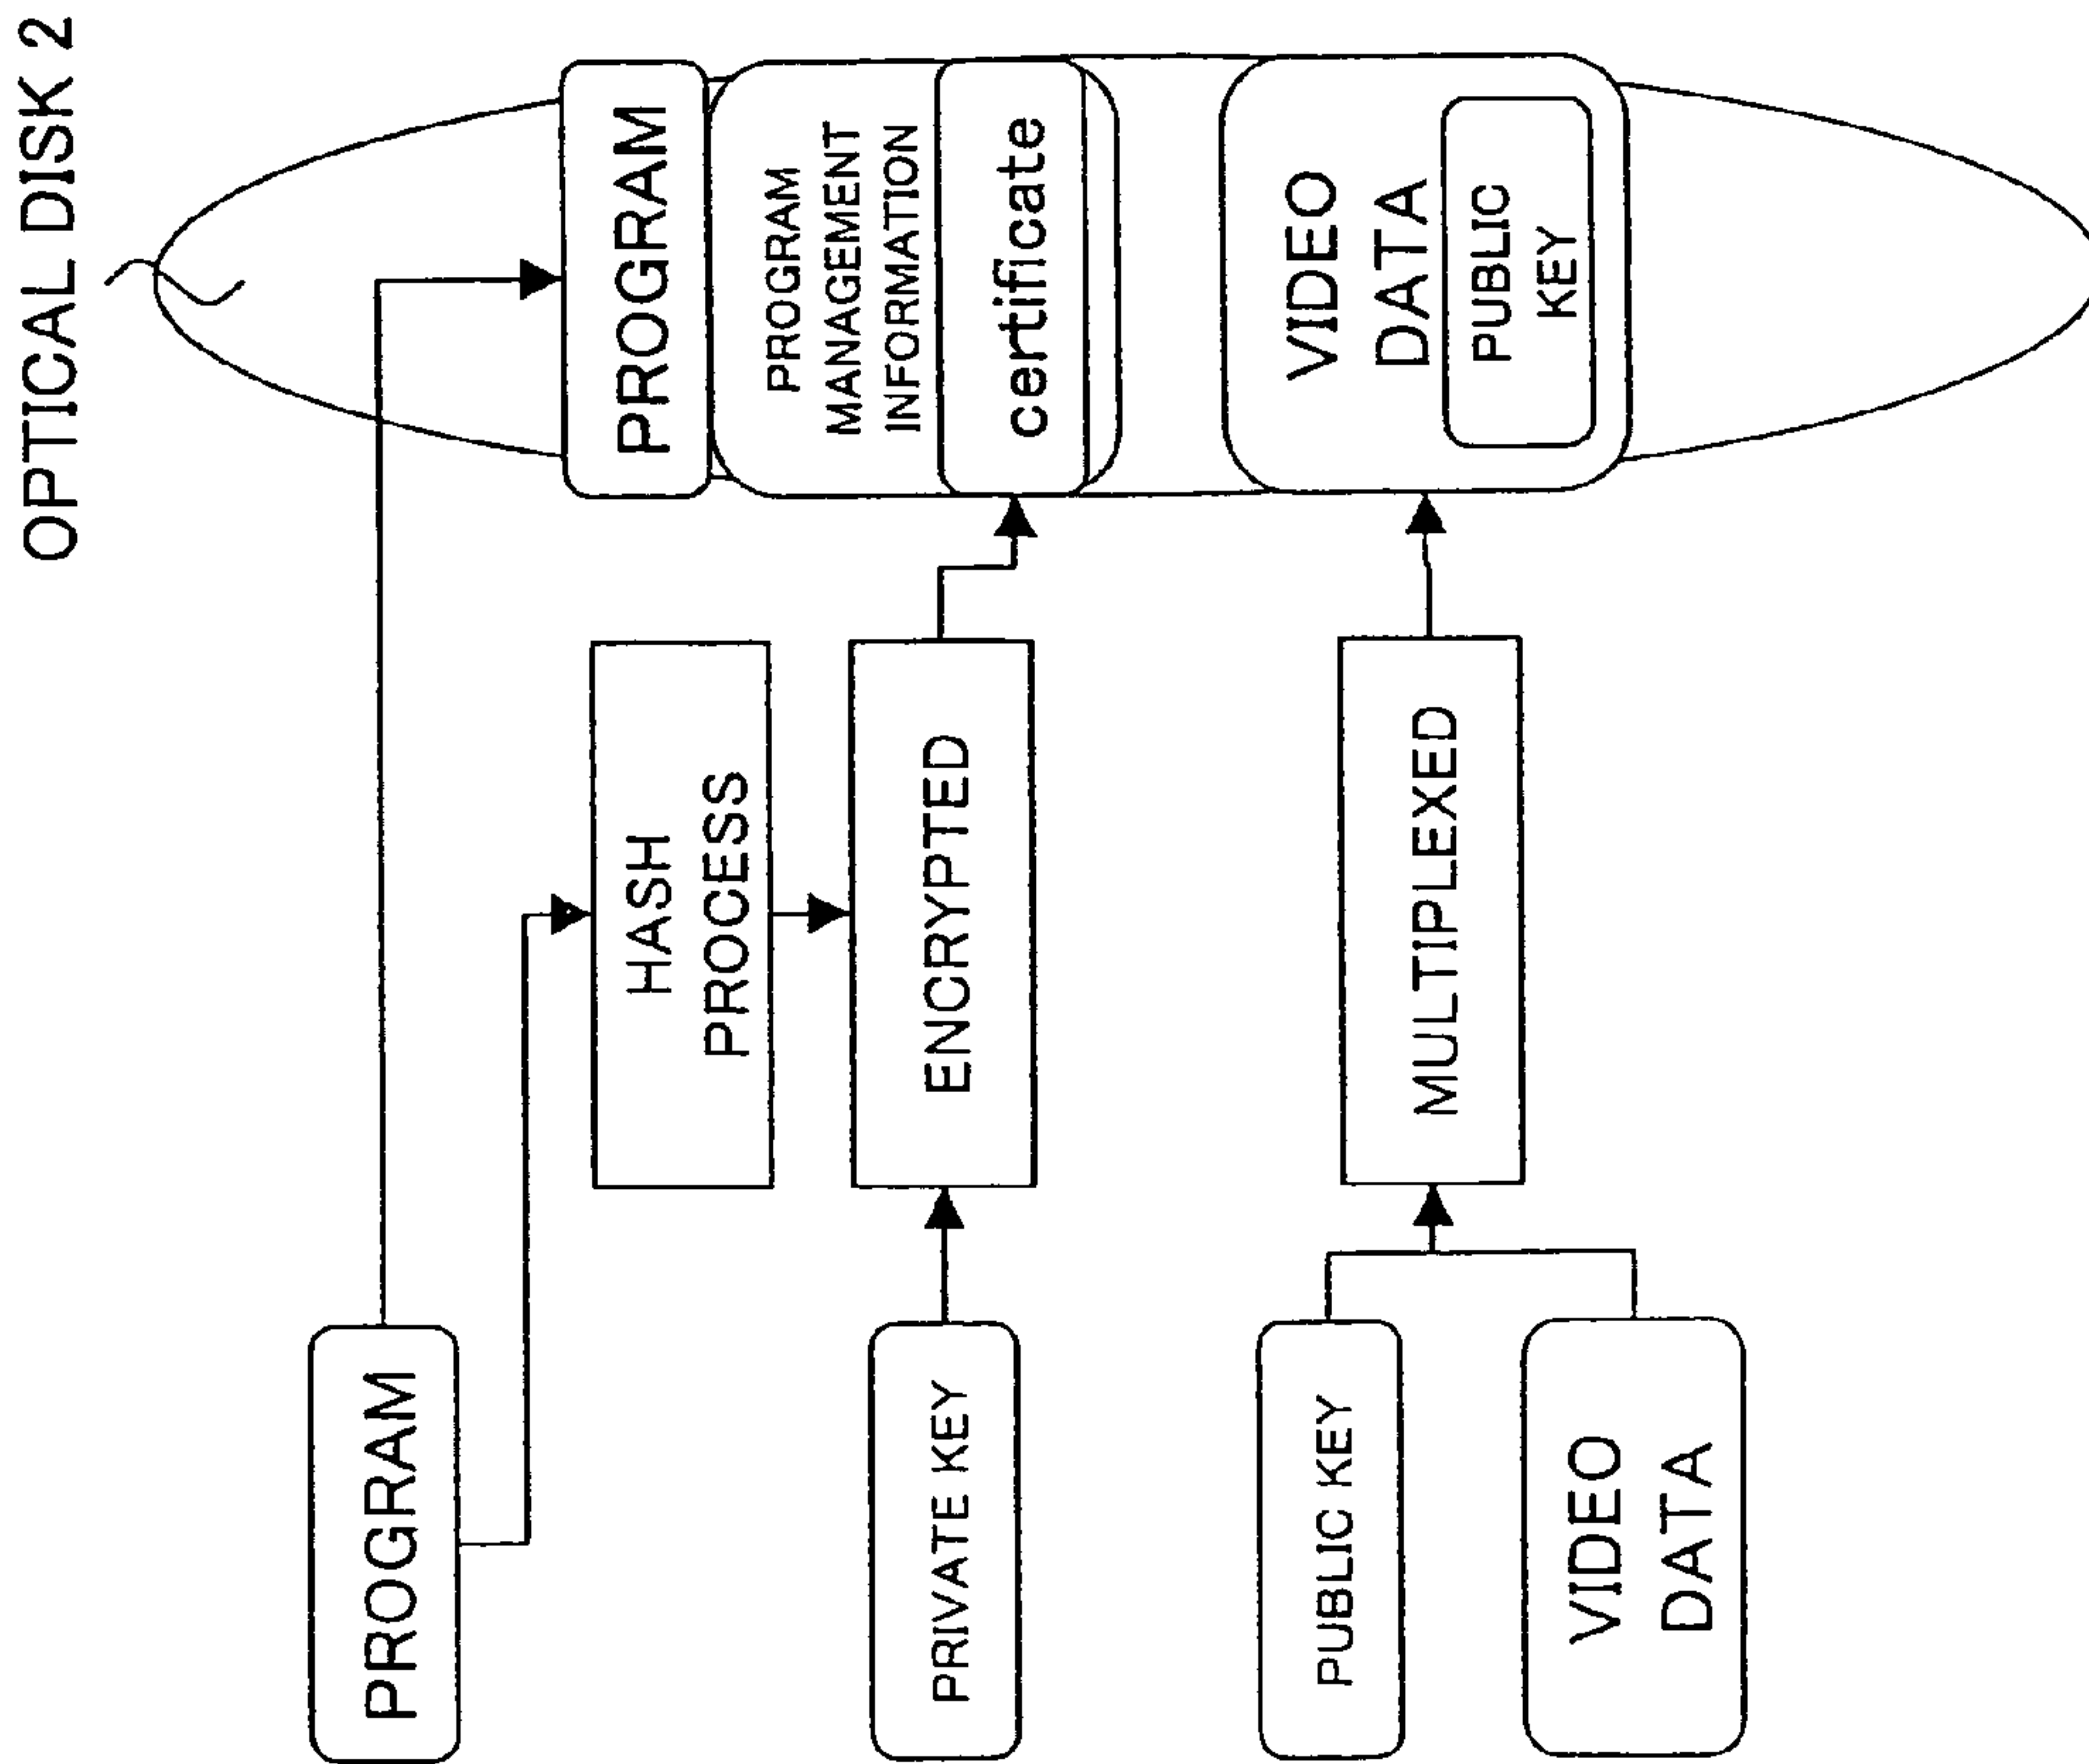 OPTICAL DISK 2
PROGRAM
PROGRAM
HASH
PROCESS
PROGRAM
MANAGEMENT
INFORMATION
PRIVATE KEY
ENCRYPTED
certificate
PUBLIC KEY
MULTIPLEXED
VIDEO
DATA
PUBLIC
KEY
VIDEO
DATA